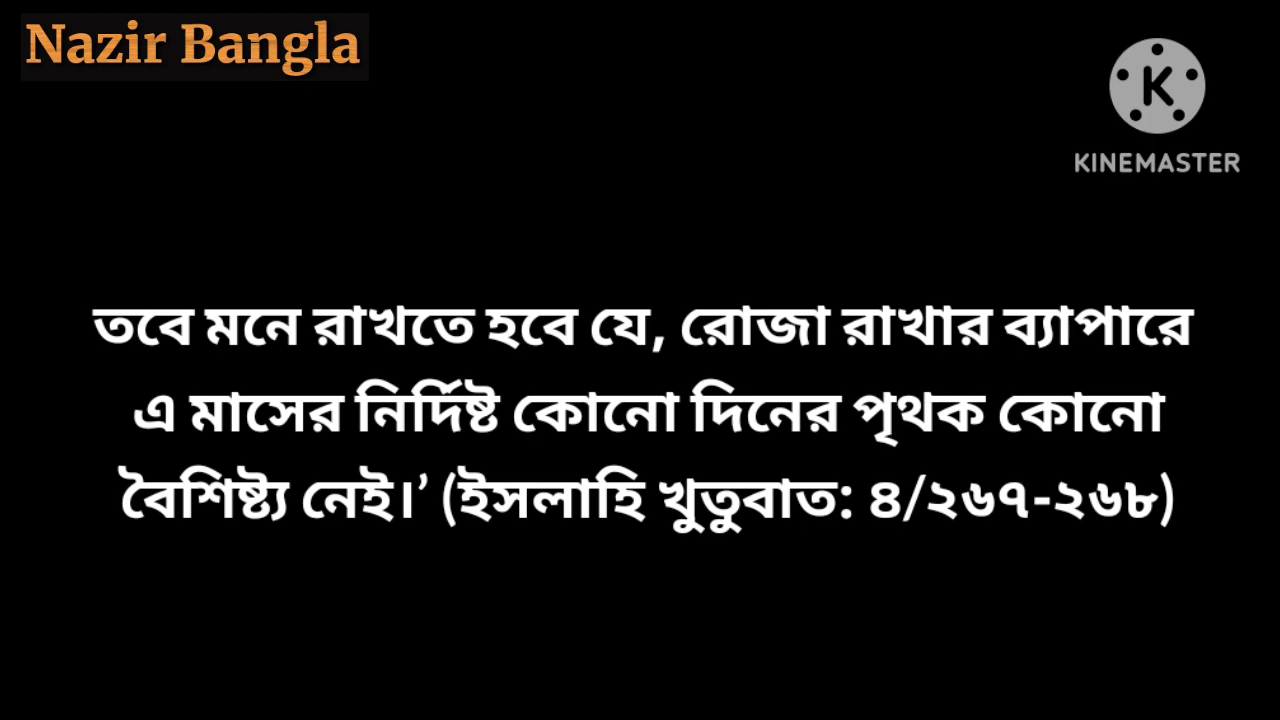 Nazir Bangla
KINEMASTER
তবে মনে রাখতে হবে যে, রোজা রাখার ব্যাপারে
এ মাসের নির্দিষ্ট কোনো দিনের পৃথক কোনো
বৈশিষ্ট্য নেই।’ (ইসলাহি খুতুবাত: ৪/২৬৭-২৬৮)